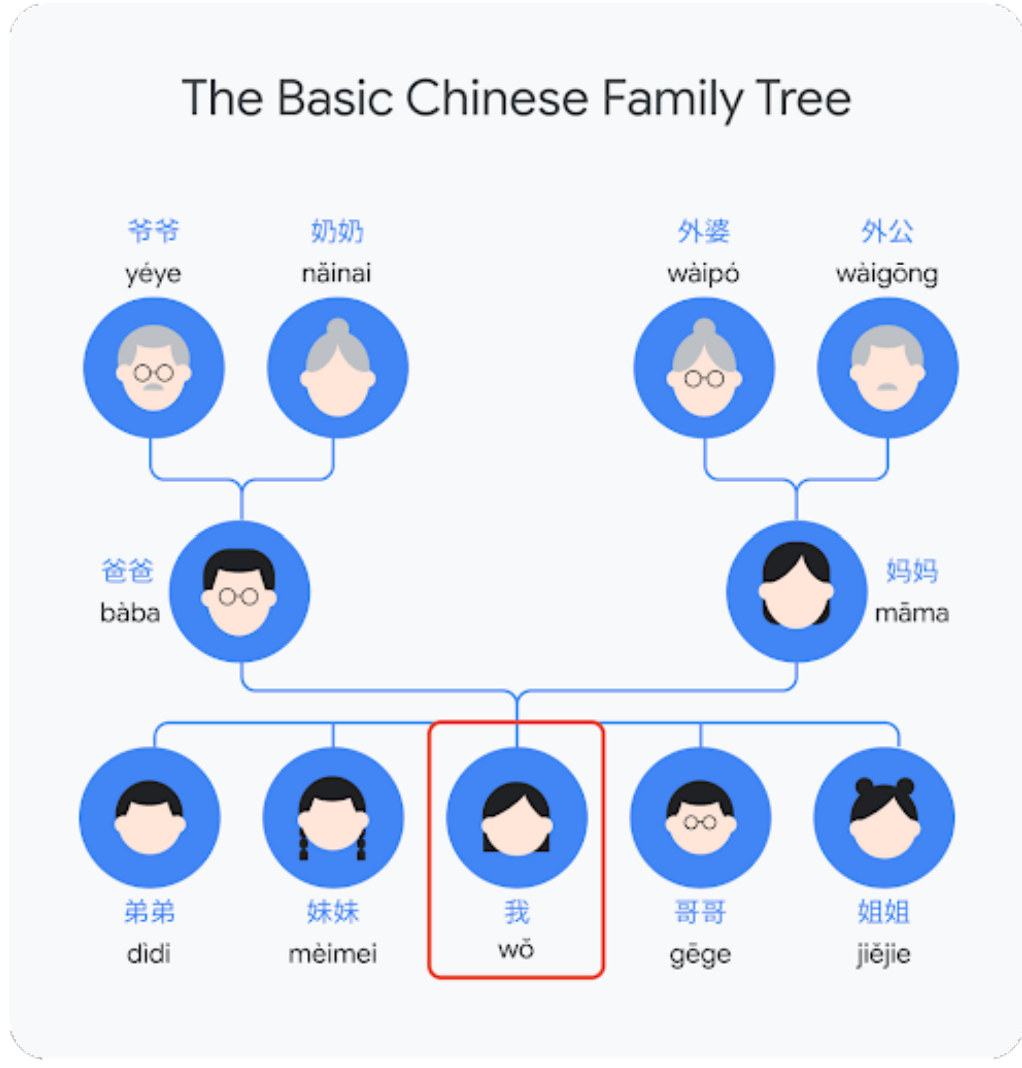 The Basic Chinese Family Tree
爷爷 奶奶 外婆 外公
yéye nǎinai wàipó wàigōng
爸爸 妈妈
bàba māma
弟弟 妹妹 我 哥哥 姐姐
dìdi mèimei wǒ gēge jiějie